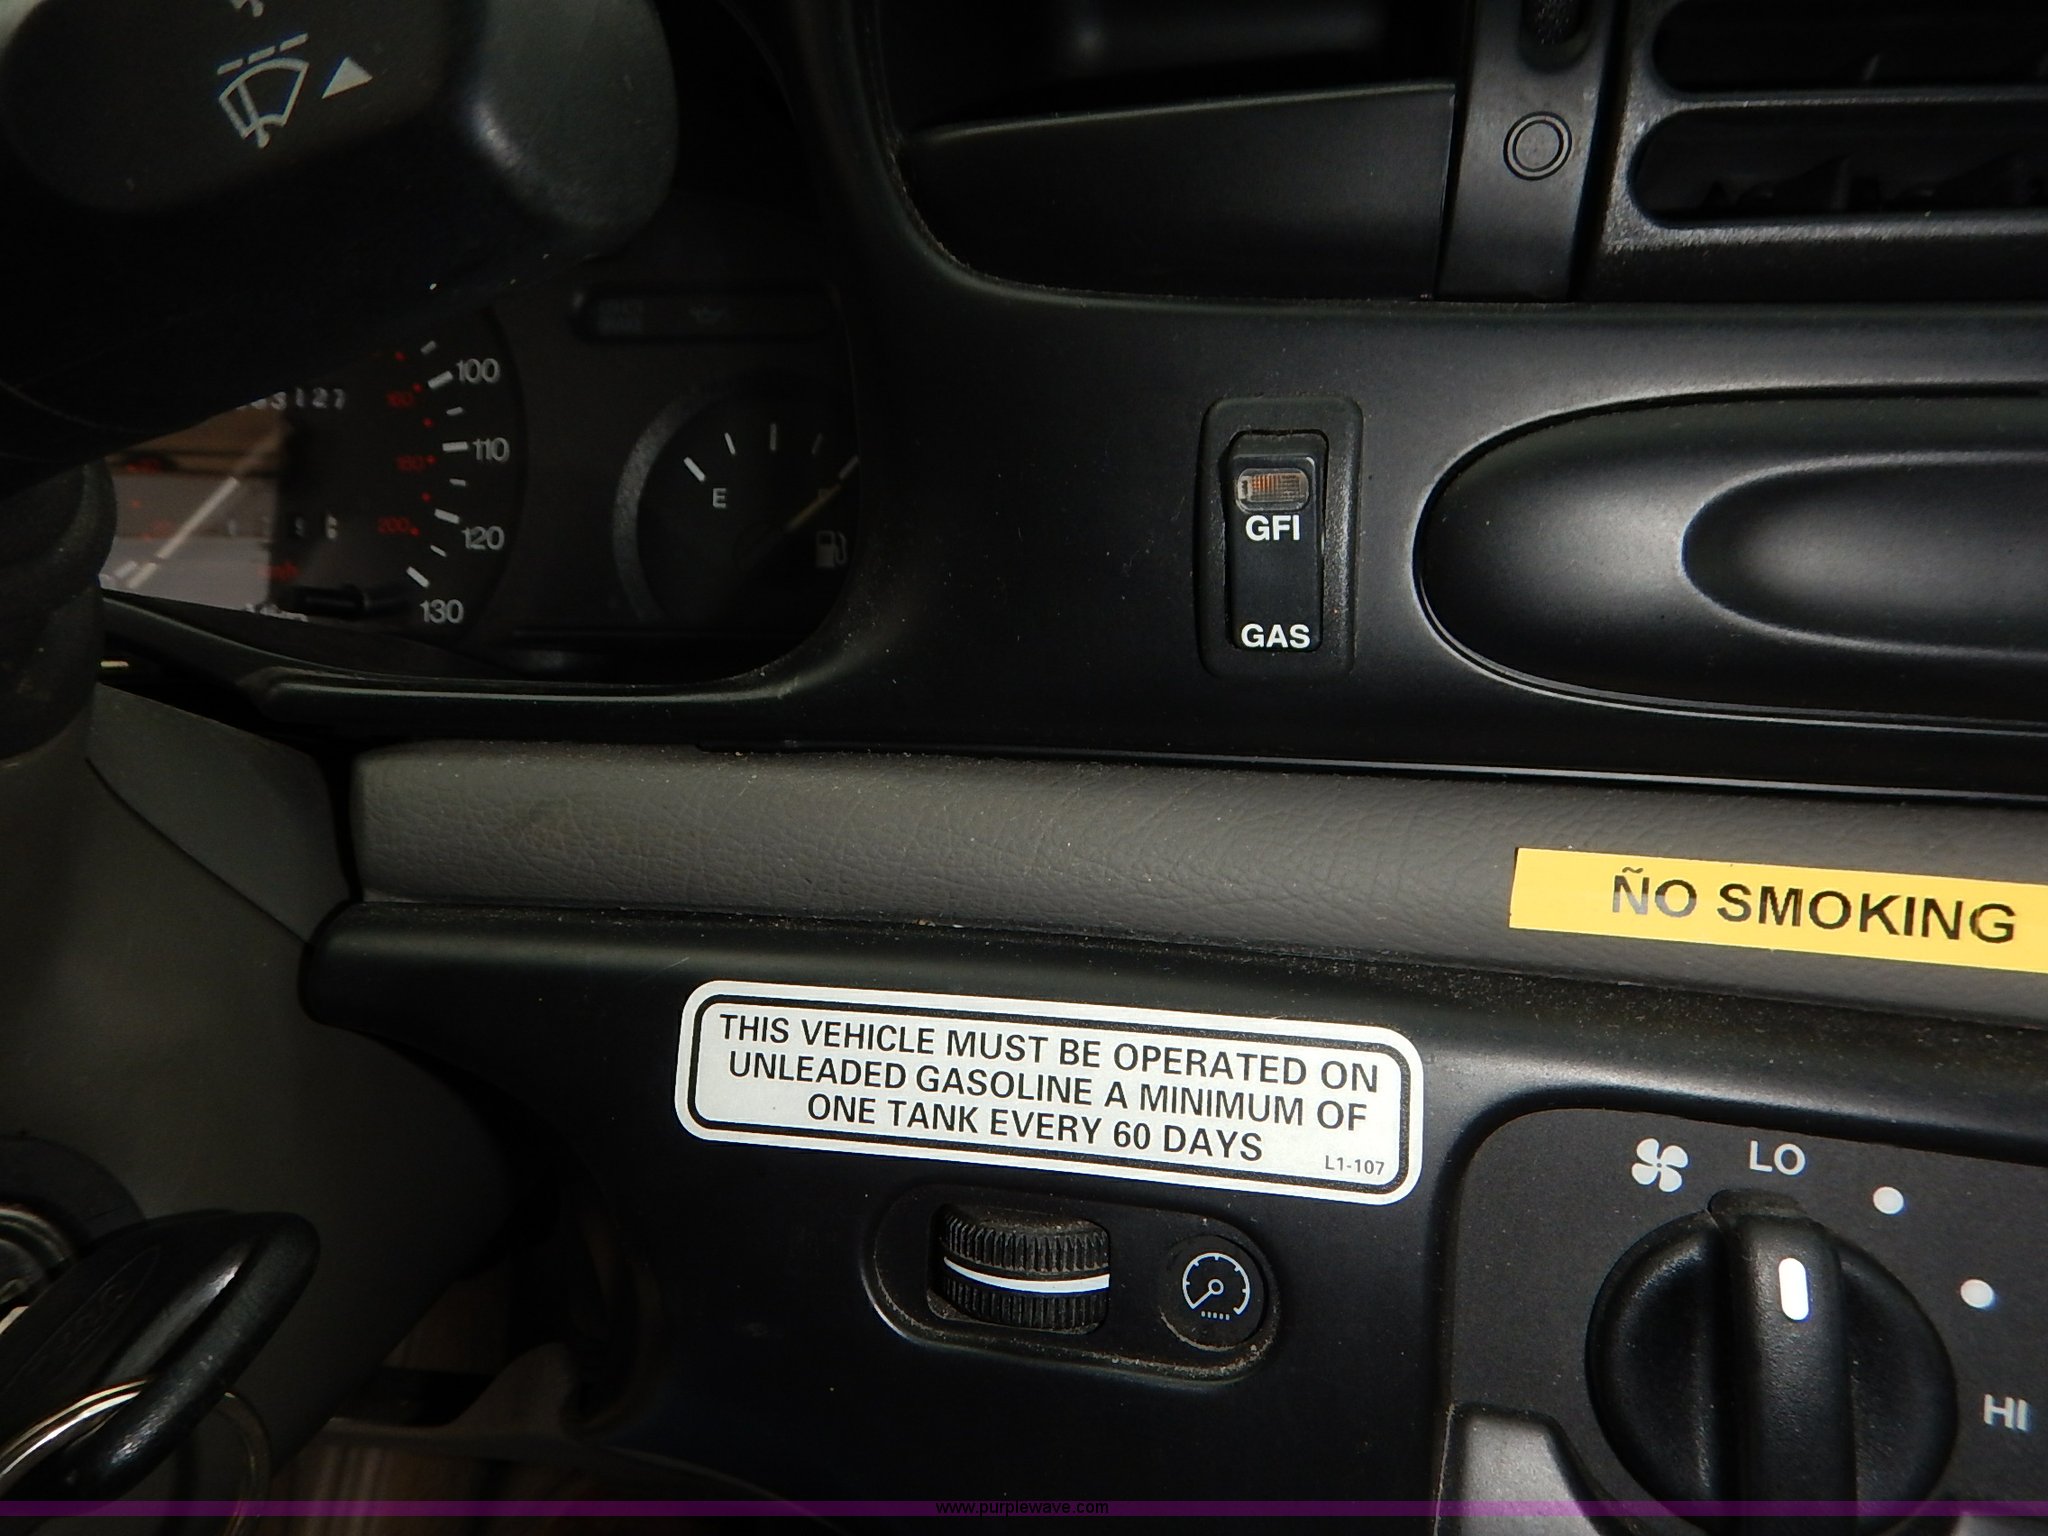 100
110
120
130
E
GFI
GAS
ÑO SMOKING
THIS VEHICLE MUST BE OPERATED ON
UNLEADED GASOLINE A MINIMUM OF
ONE TANK EVERY 60 DAYS
L1-107
LO
HI
www.purplewave.com